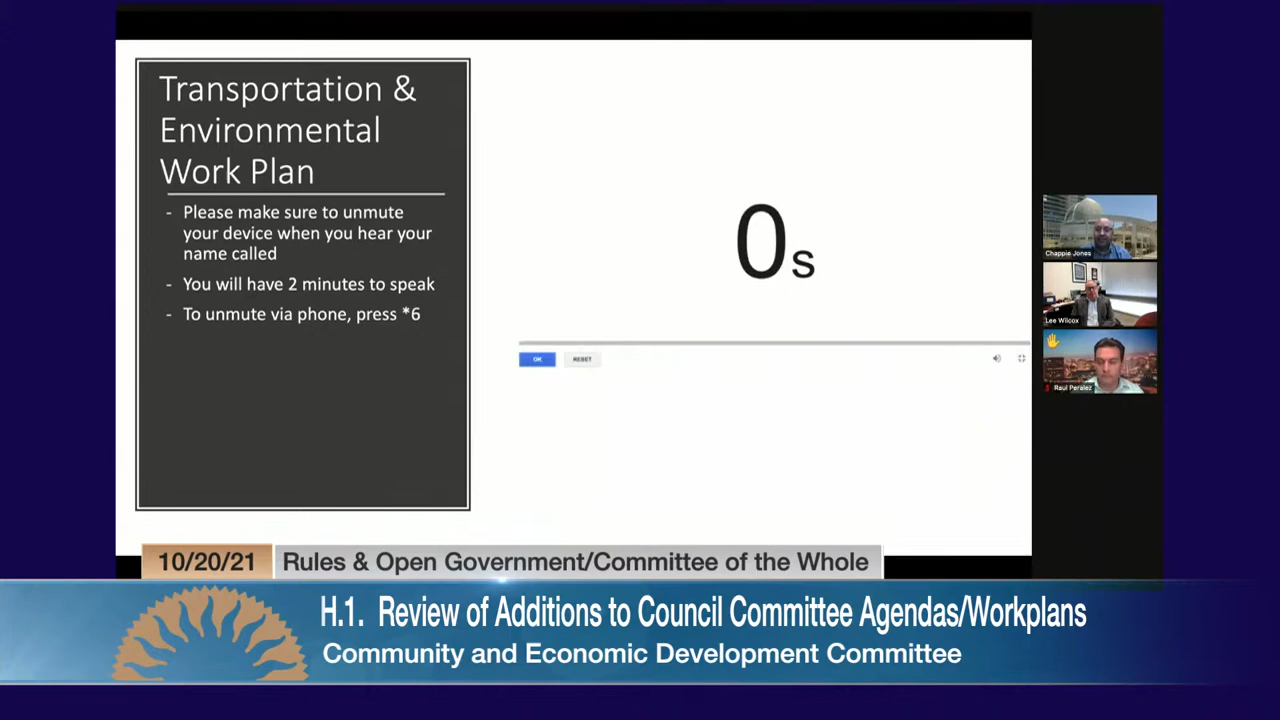 Transportation &
Environmental
Work Plan
- Please make sure to unmute
your device when you hear your
name called
- You will have 2 minutes to speak
- To unmute via phone, press *6
0s
OK
RESET
Chappie Jones
Lee Wilcox
Raul Peralez
10/20/21
Rules & Open Government/Committee of the Whole
H.1. Review of Additions to Council Committee Agendas/Workplans
Community and Economic Development Committee